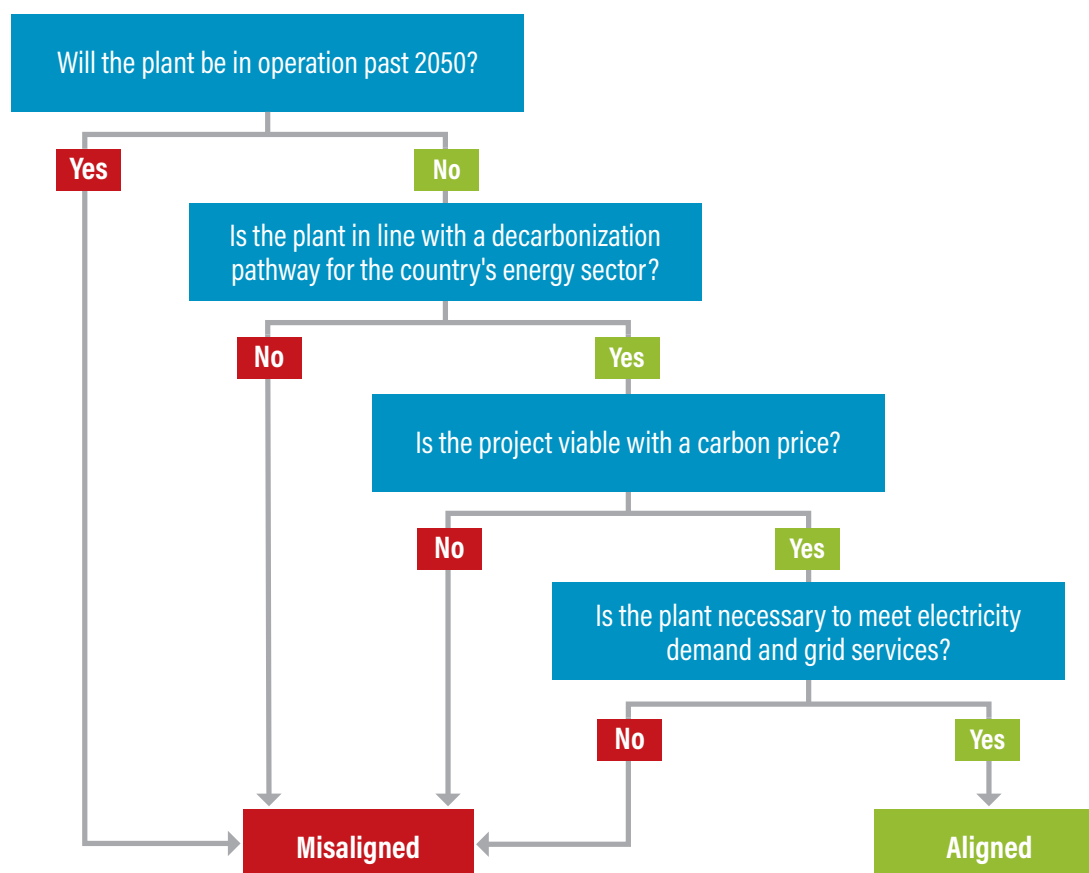 Will the plant be in operation past 2050?
Yes
No
Is the plant in line with a decarbonization
pathway for the country's energy sector?
No
Yes
Is the project viable with a carbon price?
No
Yes
Is the plant necessary to meet electricity
demand and grid services?
No
Yes
Misaligned
Aligned